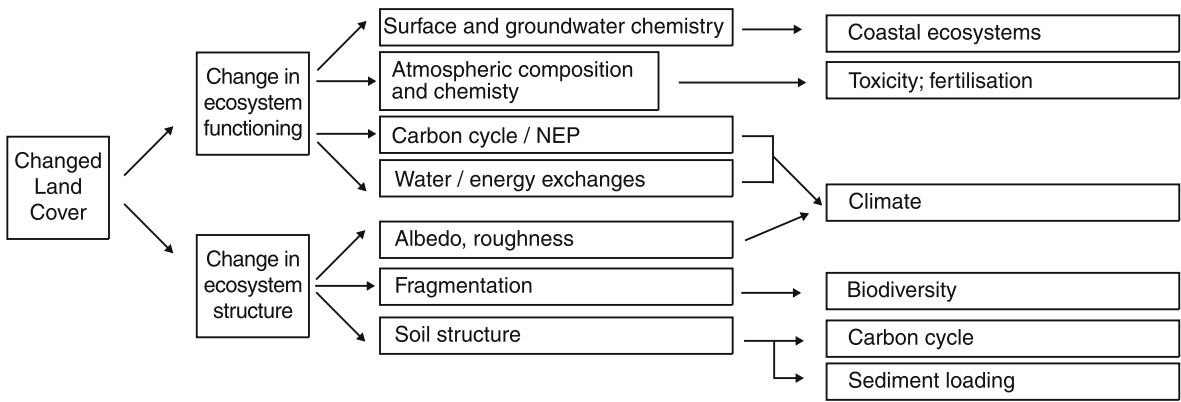 Changed
Land
Cover
Change in
ecosystem
functioning
Change in
ecosystem
structure
Surface and groundwater chemistry
Atmospheric composition
and chemisty
Carbon cycle / NEP
Water / energy exchanges
Albedo, roughness
Fragmentation
Soil structure
Coastal ecosystems
Toxicity; fertilisation
Climate
Biodiversity
Carbon cycle
Sediment loading